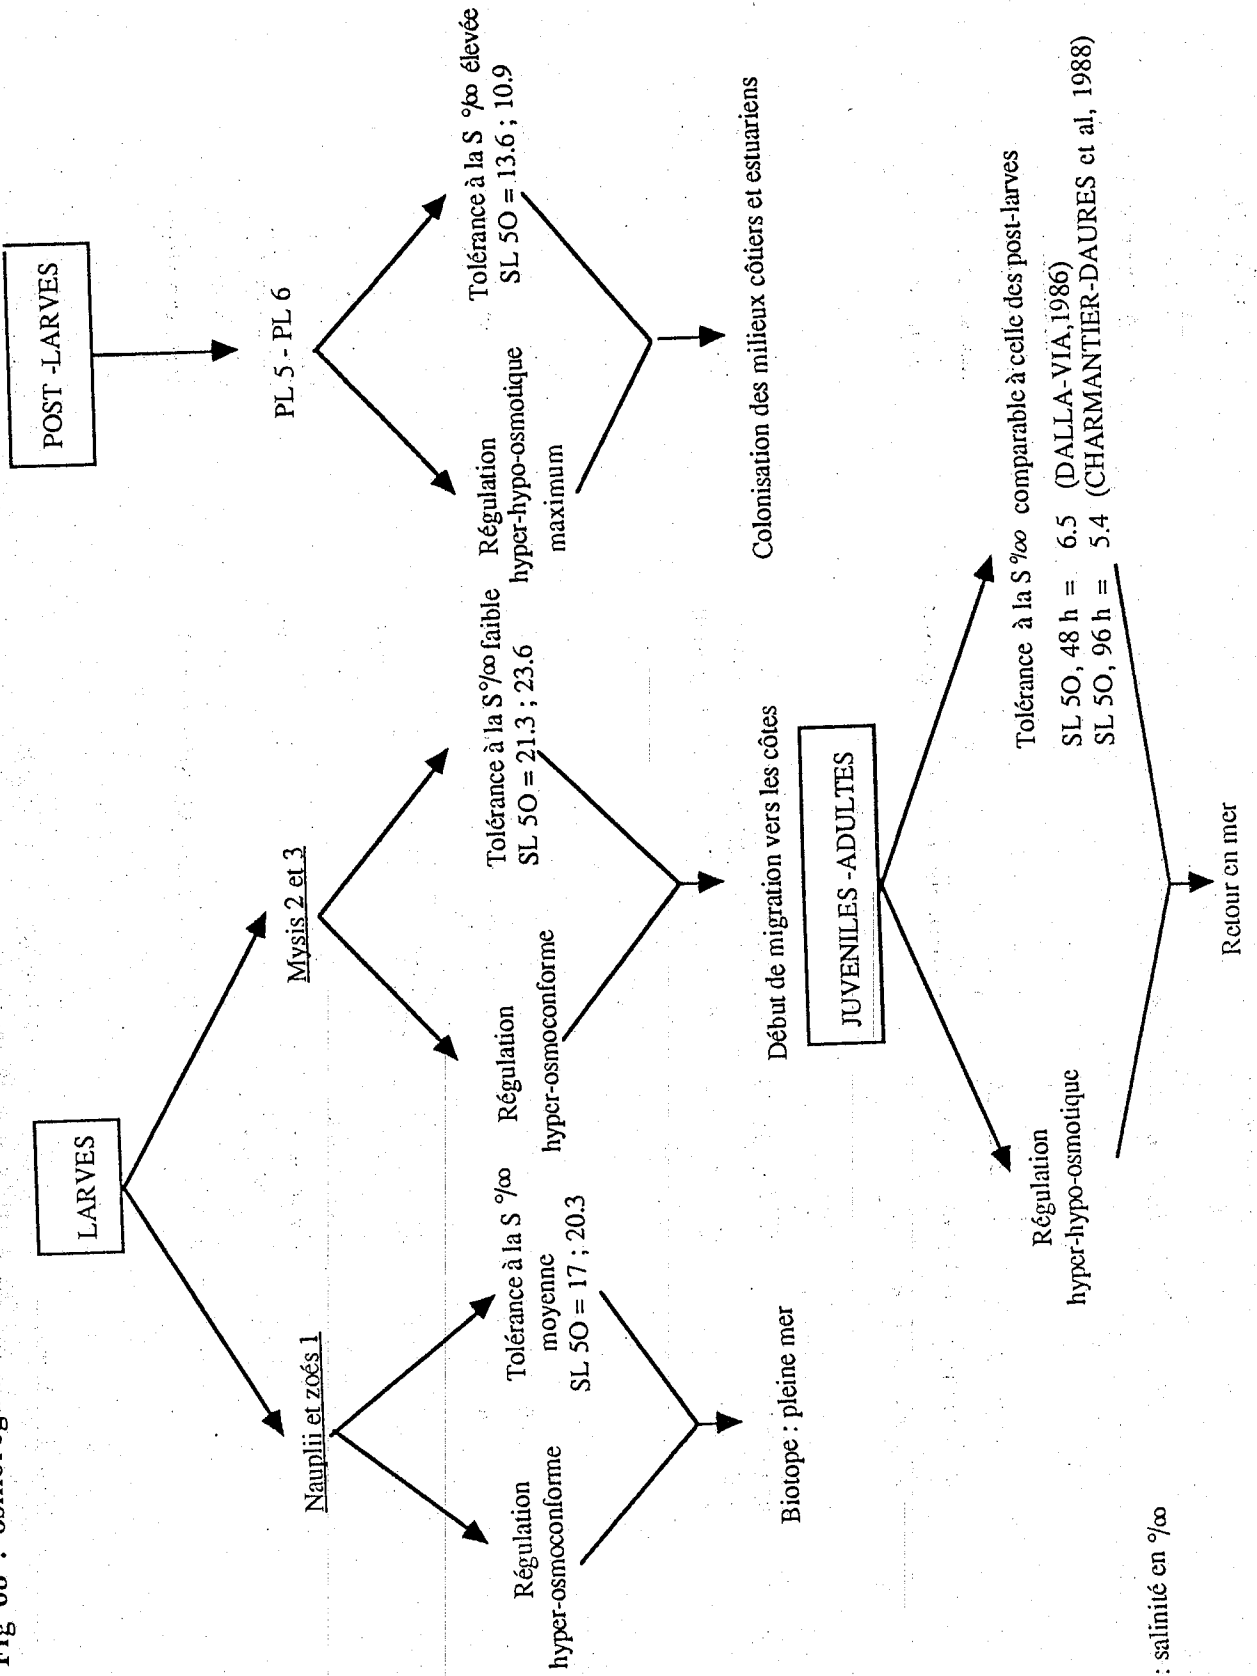 LARVES
POST -LARVES
Nauplii et zoés 1
Mysis 2 et 3
PL 5 - PL 6
Régulation
hyper-osmoconforme
Tolérance à la S ‰
moyenne
SL 5O = 17 ; 20.3
Régulation
hyper-osmoconforme
Tolérance à la S ‰ faible
SL 5O = 21.3 ; 23.6
Régulation
hyper-hypo-osmotique
maximum
Tolérance à la S ‰ élevée
SL 5O = 13.6 ; 10.9
Biotope : pleine mer
Début de migration vers les côtes
Colonisation des milieux côtiers et estuariens
JUVENILES -ADULTES
Régulation
hyper-hypo-osmotique
Tolérance à la S ‰ comparable à celle des post-larves
SL 5O, 48 h = 6.5 (DALLA-VIA,1986)
SL 5O, 96 h = 5.4 (CHARMANTIER-DAURES et al, 1988)
Retour en mer
: salinité en ‰